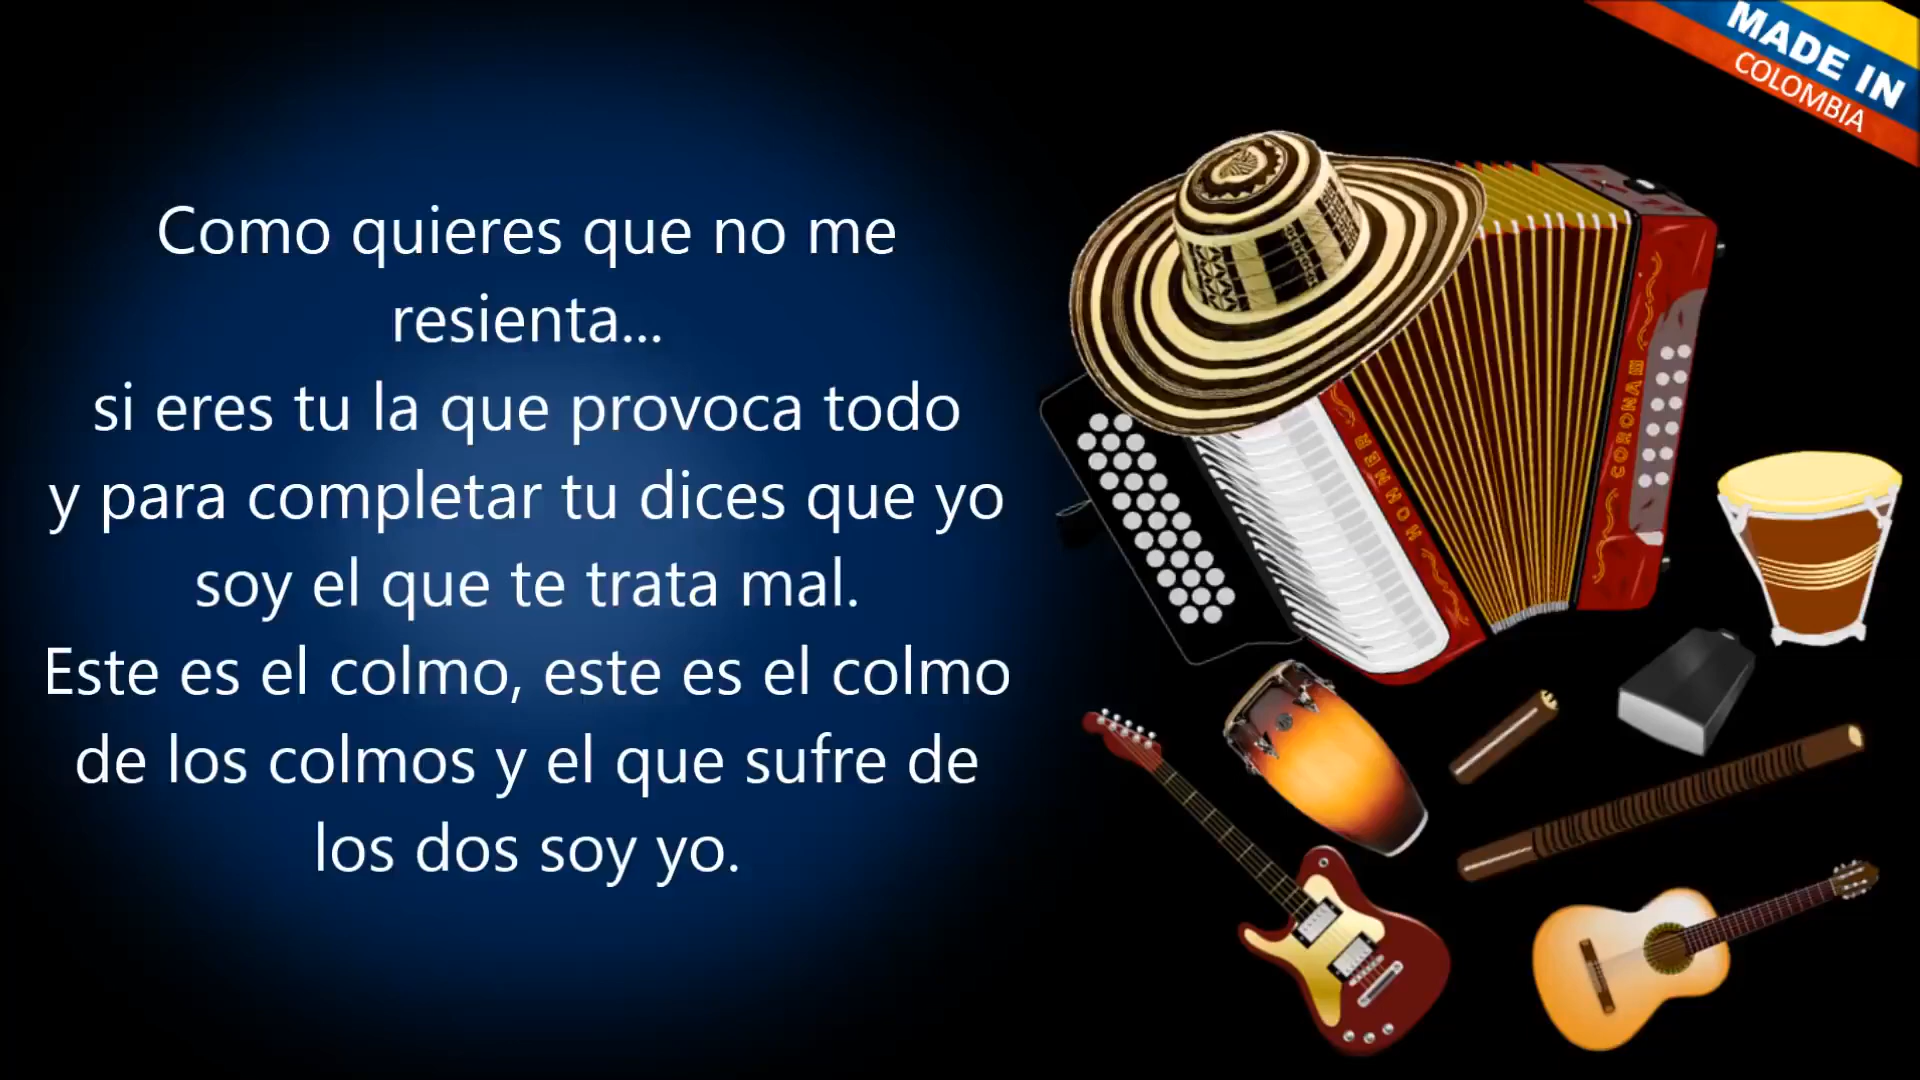 MADE IN
COLOMBIA
Como quieres que no me
resienta...
si eres tu la que provoca todo
y para completar tu dices que yo
soy el que te trata mal.
Este es el colmo, este es el colmo
de los colmos y el que sufre de
los dos soy yo.
HOHNER
CORONA III